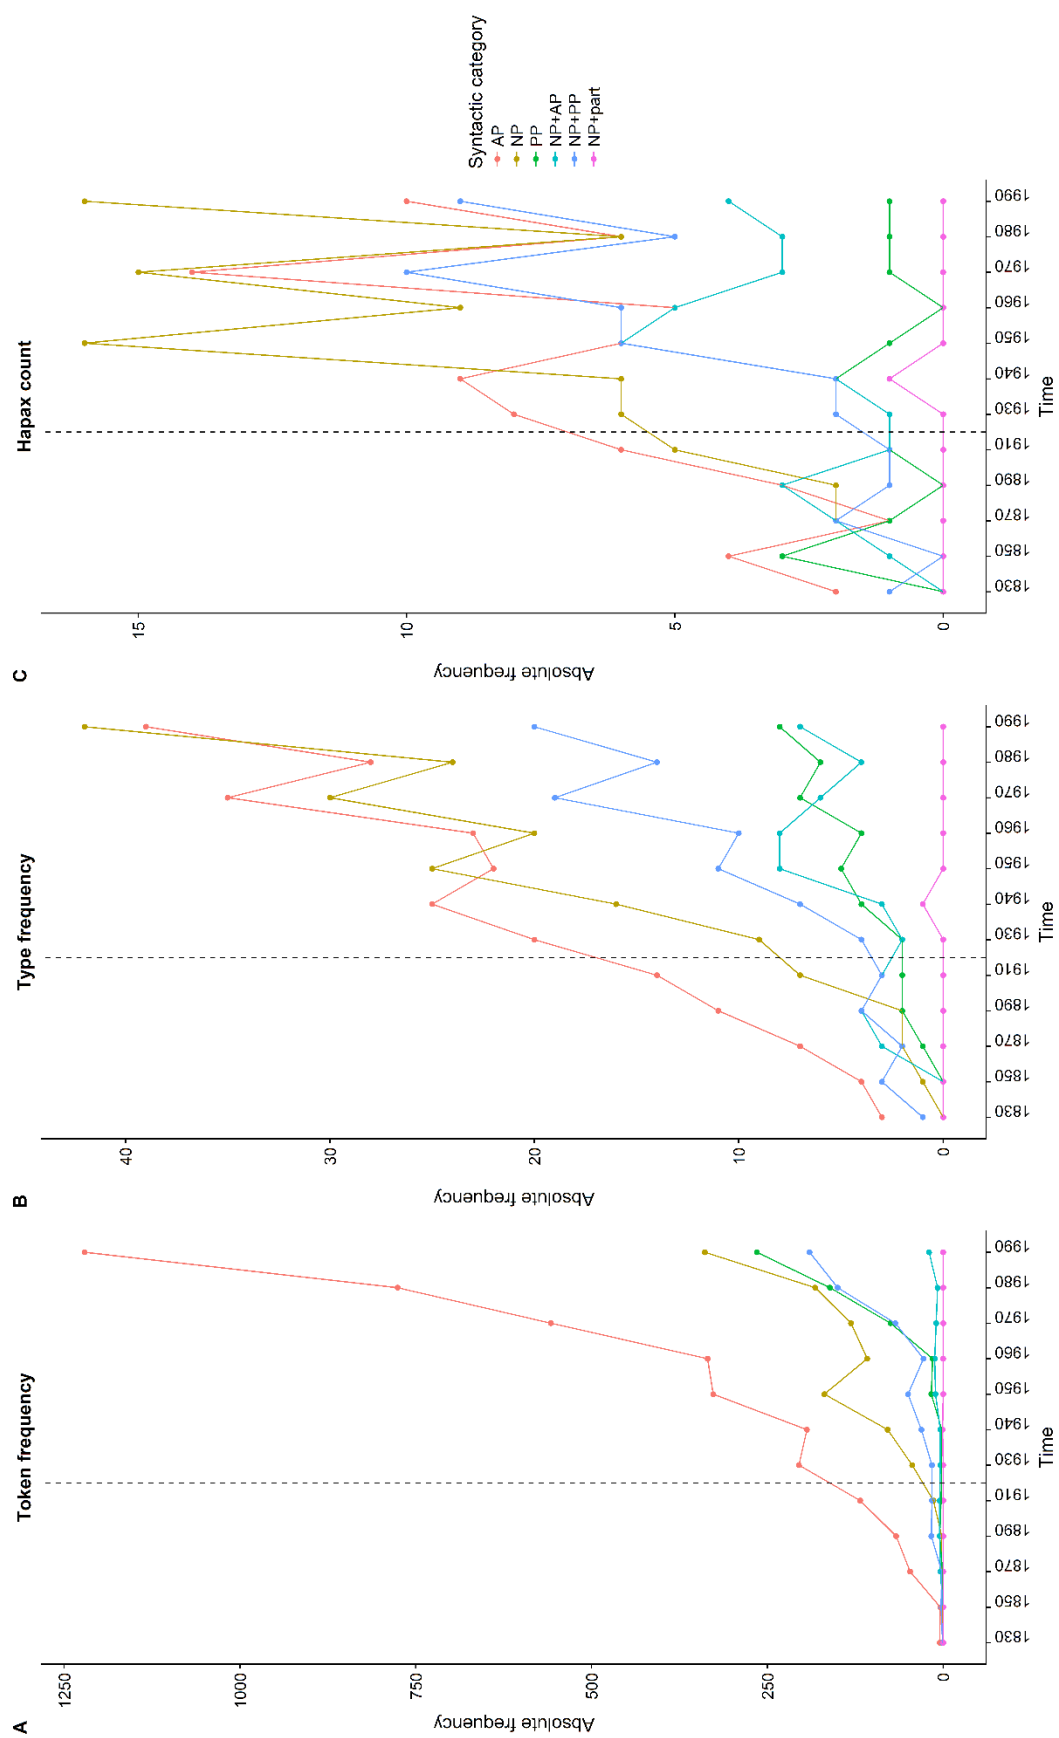 A
Token frequency
Absolute frequency
1250
1000
750
500
250
0
1830
1850
1870
1890
1910
1930
1940
1950
1960
1970
1980
1990
Time
B
Type frequency
Absolute frequency
40
30
20
10
0
1830
1850
1870
1890
1910
1930
1940
1950
1960
1970
1980
1990
Time
C
Hapax count
Absolute frequency
15
10
5
0
1830
1850
1870
1890
1910
1930
1940
1950
1960
1970
1980
1990
Time
Syntactic category
AP
NP
PP
NP+AP
NP+PP
NP+part